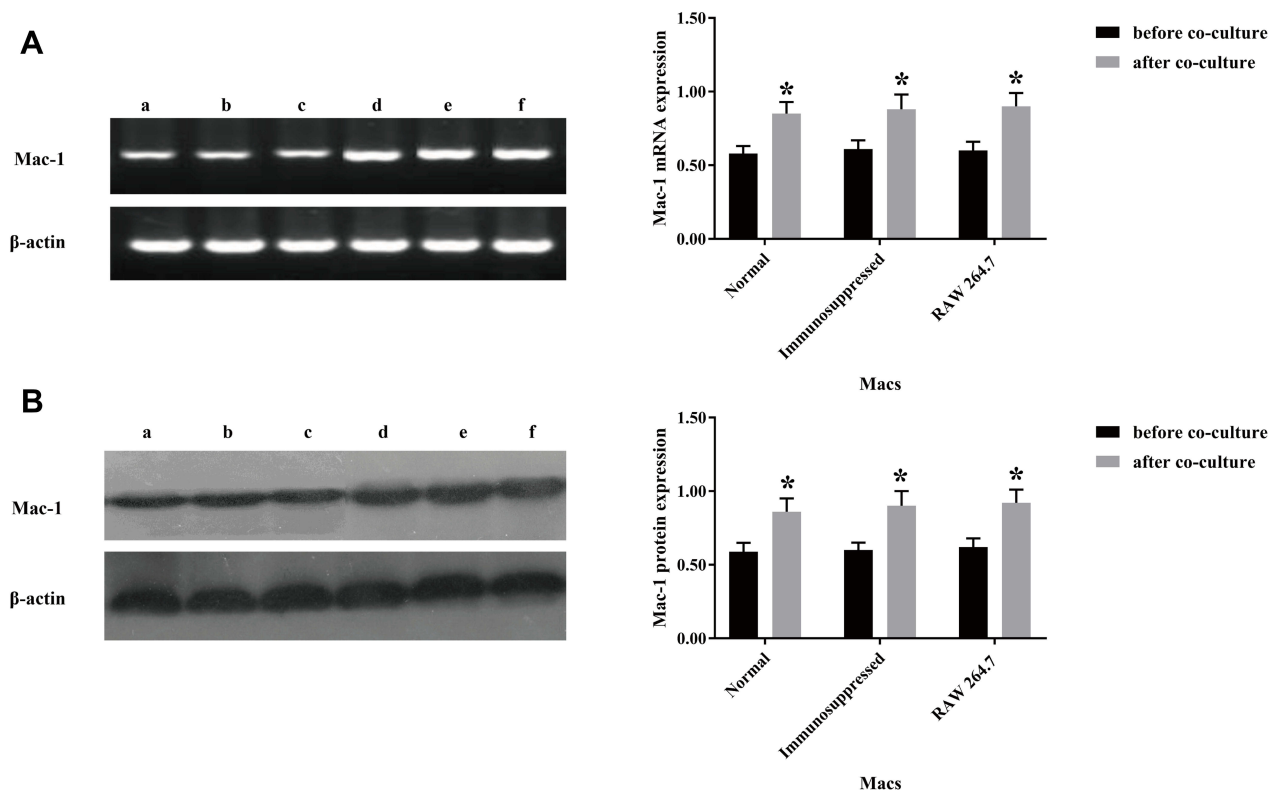 A
a b c d e f
Mac-1
β-actin
1.50
1.00
0.50
0.00
Mac-1 mRNA expression
* * *
Normal
Immunosuppressed
RAW 264.7
Macs
before co-culture
after co-culture
B
a b c d e f
Mac-1
β-actin
1.50
1.00
0.50
0.00
Mac-1 protein expression
* * *
Normal
Immunosuppressed
RAW 264.7
Macs
before co-culture
after co-culture